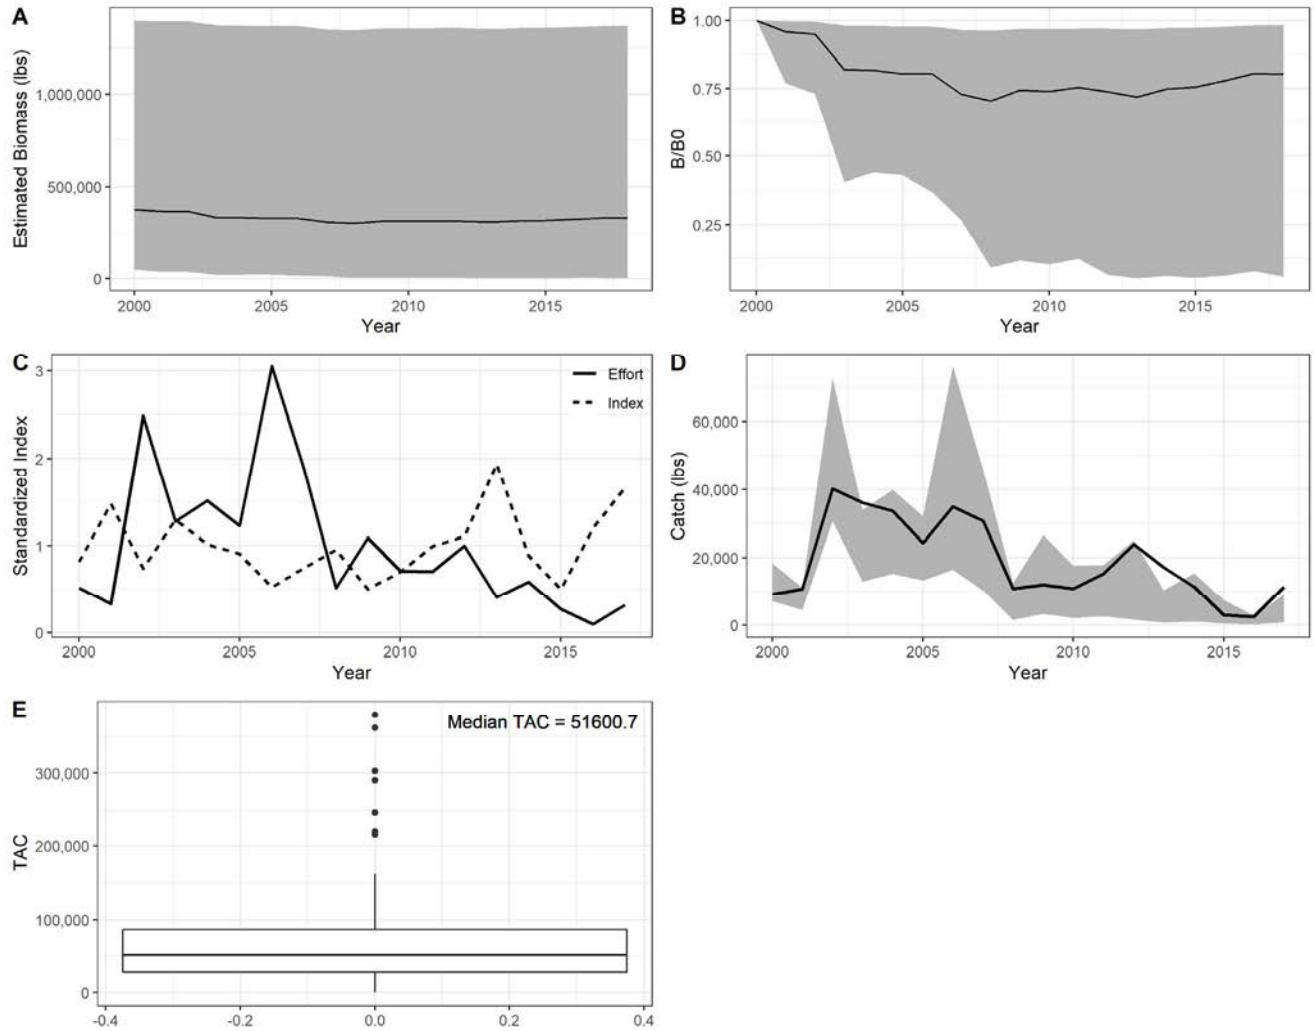 A
Estimated Biomass (lbs)
1,000,000
500,000
0
2000 2005 2010 2015
Year
B
B/B0
1.00
0.75
0.50
0.25
2000 2005 2010 2015
Year
C
Standardized Index
3
2
1
0
Effort
Index
2000 2005 2010 2015
Year
D
Catch (lbs)
60,000
40,000
20,000
0
2000 2005 2010 2015
Year
E
Median TAC = 51600.7
TAC
300,000
200,000
100,000
0
-0.4 -0.2 0.0 0.2 0.4